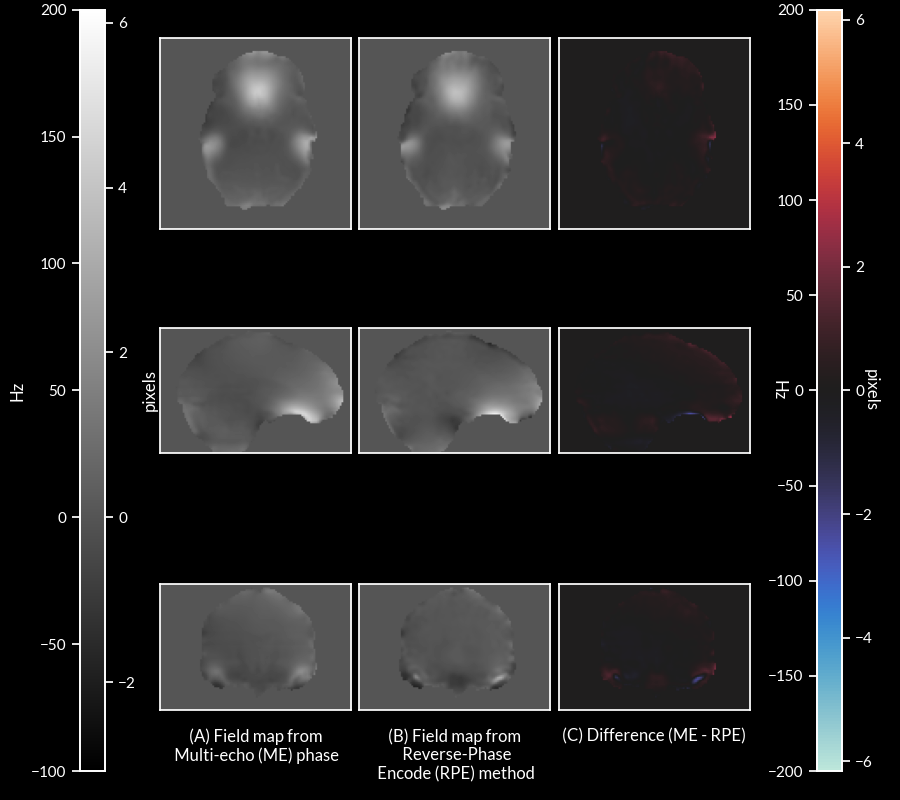 200
150
100
50
0
−50
−100
Hz
6
4
2
0
−2
pixels
(A) Field map from
Multi-echo (ME) phase
(B) Field map from
Reverse-Phase
Encode (RPE) method
(C) Difference (ME - RPE)
200
150
100
50
0
−50
−100
−150
−200
Hz
6
4
2
0
−2
−4
−6
pixels